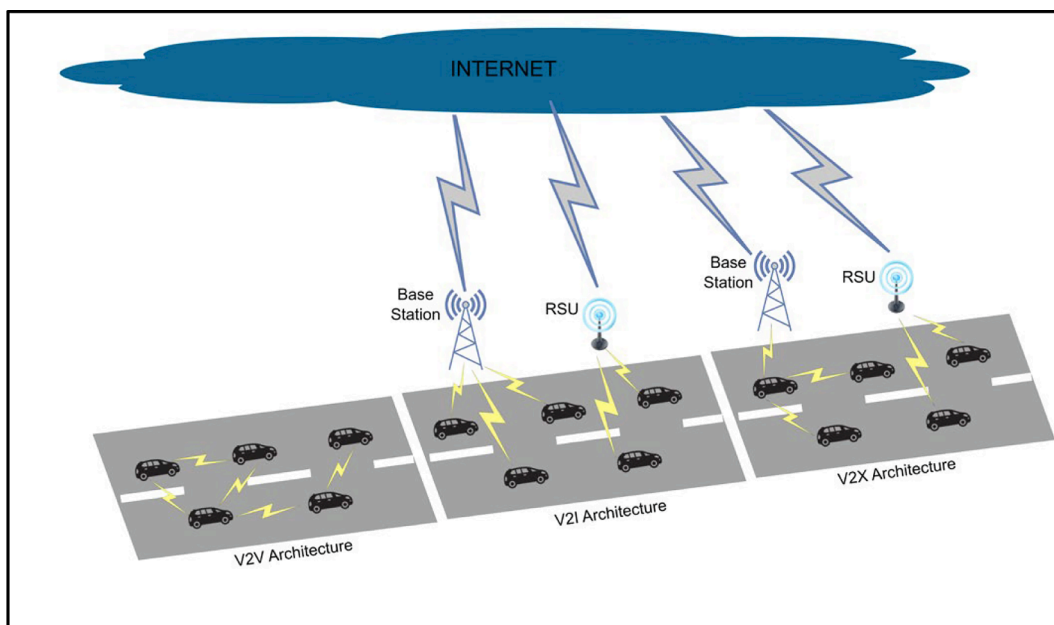 INTERNET
Base
Station
RSU
Base
Station
RSU
V2V Architecture
V2I Architecture
V2X Architecture